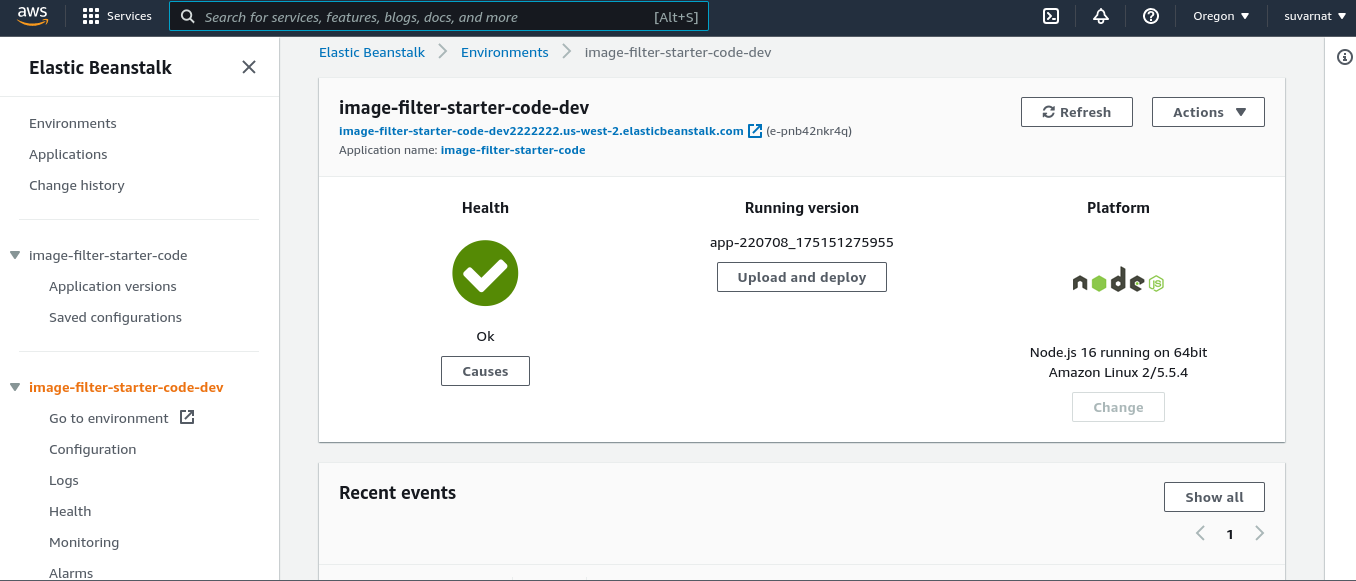 aws
Services
Search for services, features, blogs, docs, and more
[Alt+S]
Oregon
suvarnat
Elastic Beanstalk
Environments
Applications
Change history
image-filter-starter-code
Application versions
Saved configurations
image-filter-starter-code-dev
Go to environment
Configuration
Logs
Health
Monitoring
Alarms
Elastic Beanstalk
Environments
image-filter-starter-code-dev
image-filter-starter-code-dev
image-filter-starter-code-dev2222222.us-west-2.elasticbeanstalk.com (e-pnb42nkr4q)
Application name: image-filter-starter-code
Refresh
Actions
Health
Ok
Causes
Running version
app-220708_175151275955
Upload and deploy
Platform
node
JS
Node.js 16 running on 64bit
Amazon Linux 2/5.5.4
Change
Recent events
Show all
1